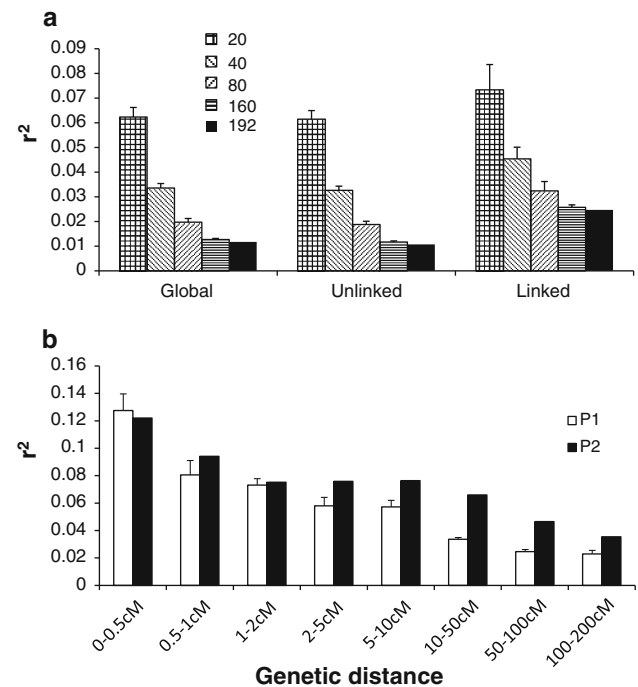 a
20
40
80
160
192
0.09
0.08
0.07
0.06
0.05
0.04
0.03
0.02
0.01
0
r²
Global Unlinked Linked
b
0.16
0.14
0.12
0.1
0.08
0.06
0.04
0.02
0
r²
P1
P2
0-0.5cM
0.5-1cM
1-2cM
2-5cM
5-10cM
10-50cM
50-100cM
100-200cM
Genetic distance